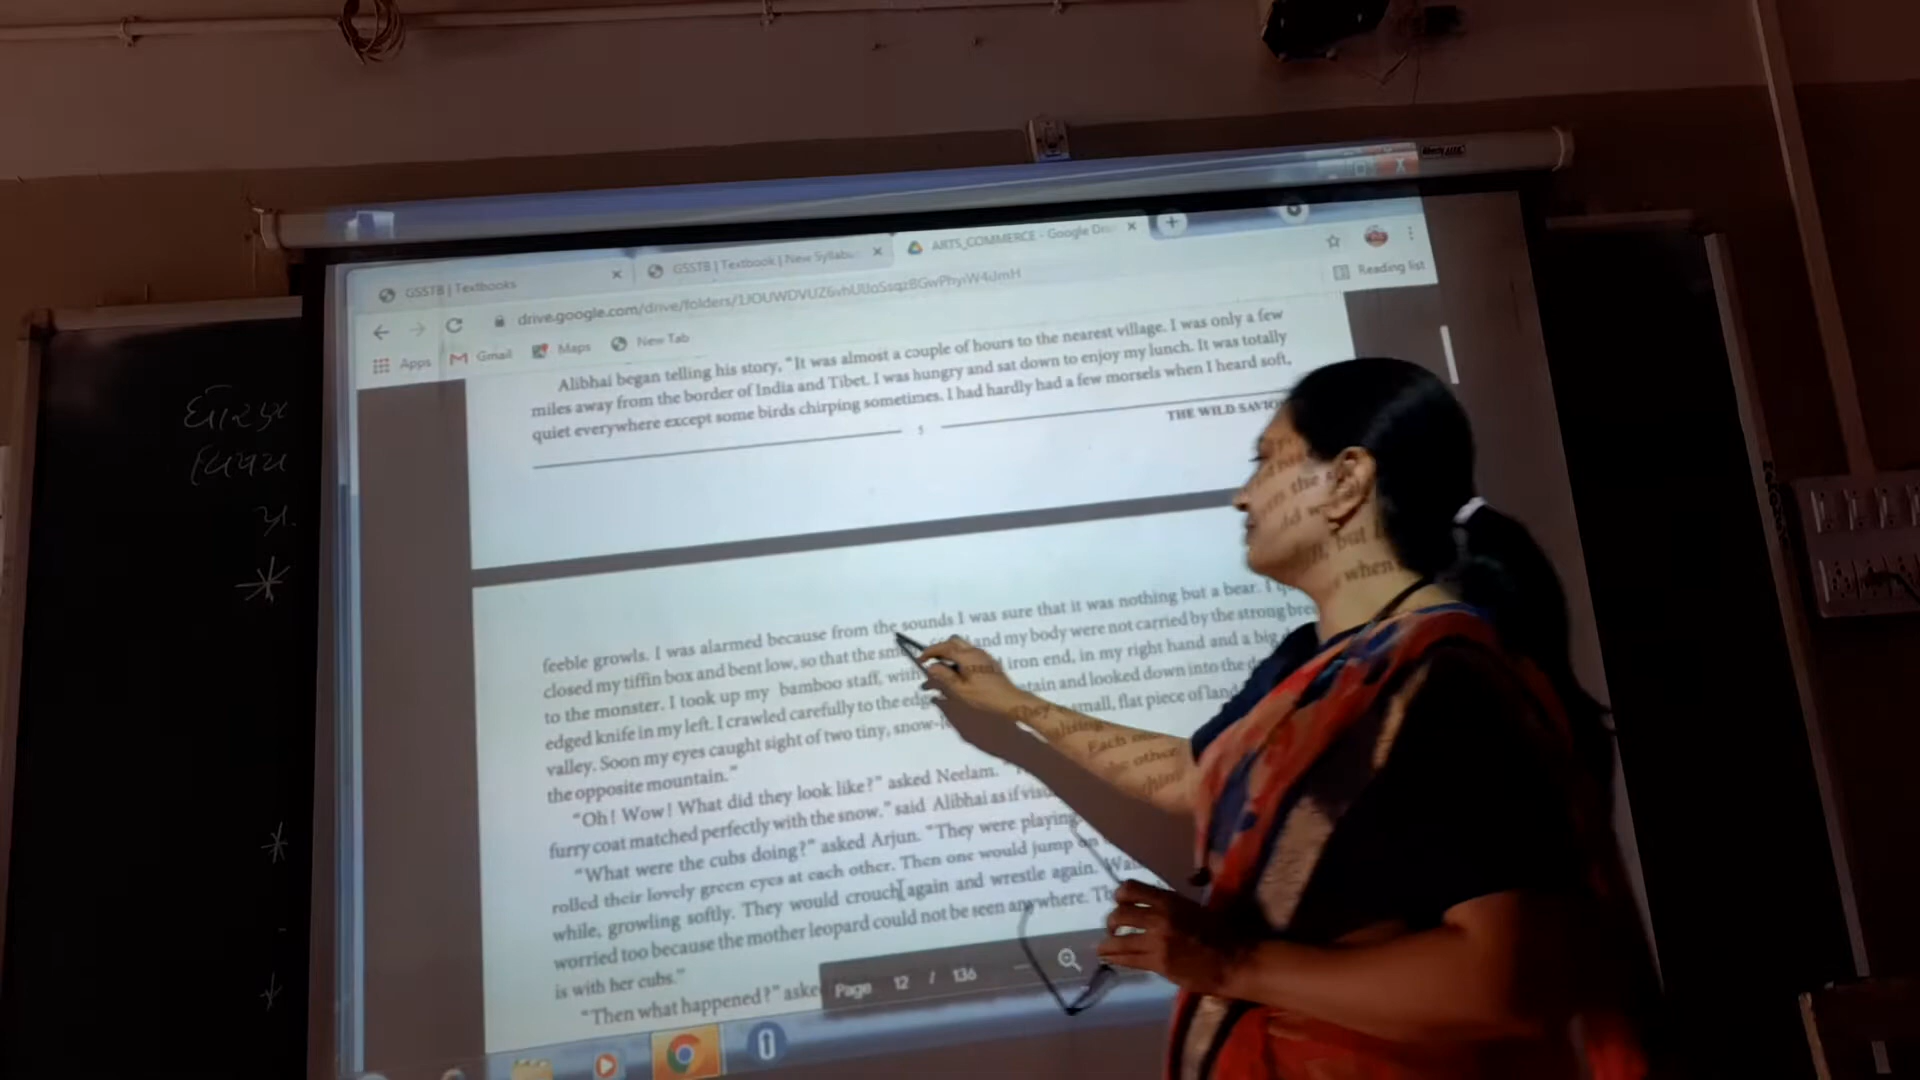 GSSTB | Textbooks
GSSTB | Textbook | New Syllabu
ARTS_COMMERCE - Google Dri
drive.google.com/drive/folders/
Reading list
Apps
Gmail
Maps
New Tab
Alibhai began telling his story, "It was almost a couple of hours to the nearest village. I was only a few
miles away from the border of India and Tibet. I was hungry and sat down to enjoy my lunch. It was totally
quiet everywhere except some birds chirping sometimes. I had hardly had a few morsels when I heard soft,
5
THE WILD SAVIO
feeble growls. I was alarmed because from the sounds I was sure that it was nothing but a bear. I
closed my tiffin box and bent low, so that the and my body were not carried by the strong bre
to the monster. I took up my bamboo staff, with iron end, in my right hand and a big
edged knife in my left. I crawled carefully to the edg and looked down into the
valley. Soon my eyes caught sight of two tiny, snow- small, flat piece of land
the opposite mountain."
"Oh! Wow! What did they look like?" asked Neelam. Each
furry coat matched perfectly with the snow." said Alibhai as if
"What were the cubs doing?" asked Arjun. "They were playing
rolled their lovely green eyes at each other. Then one would jump on
while, growling softly. They would crouch again and wrestle again.
worried too because the mother leopard could not be seen anywhere.
is with her cubs."
"Then what happened?" aske
Page 12 / 136